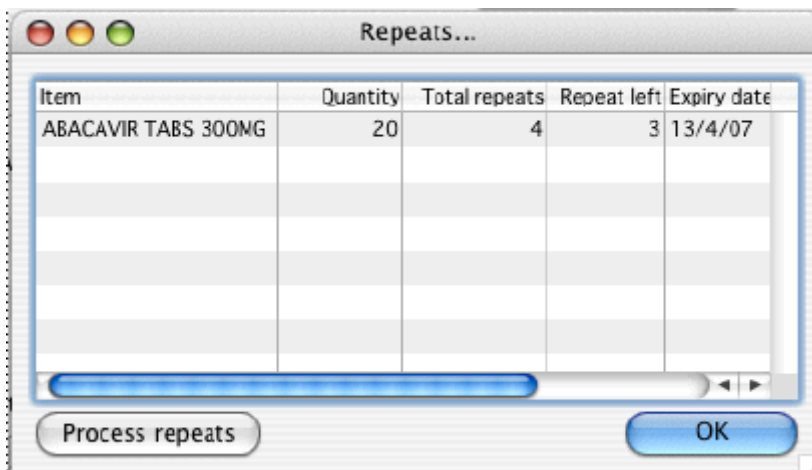 Repeats...
Item Quantity Total repeats Repeat left Expiry date
ABACAVIR TABS 300MG 20 4 3 13/4/07
Process repeats OK